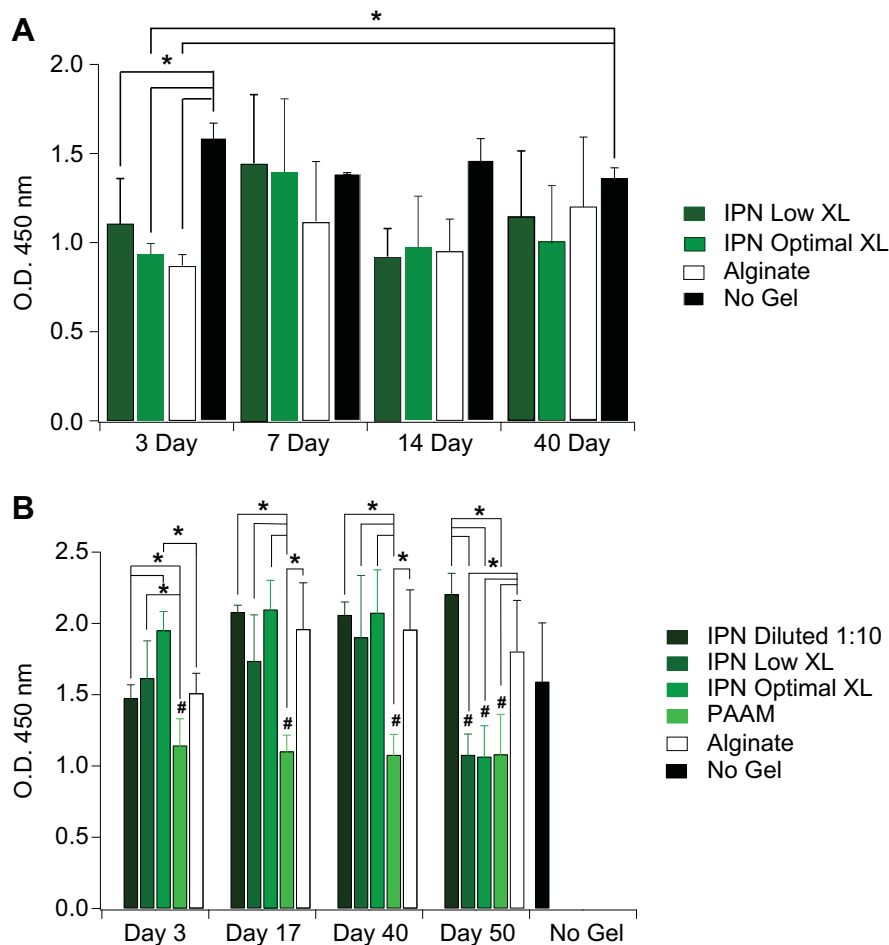 A
*
*
2.0
1.5
1.0
0.5
0.0
O.D. 450 nm
3 Day 7 Day 14 Day 40 Day
IPN Low XL
IPN Optimal XL
Alginate
No Gel
B
* * * *
* * * *
*
2.5
2.0
1.5
1.0
0.5
0.0
O.D. 450 nm
# # # # # #
Day 3 Day 17 Day 40 Day 50 No Gel
IPN Diluted 1:10
IPN Low XL
IPN Optimal XL
PAAM
Alginate
No Gel